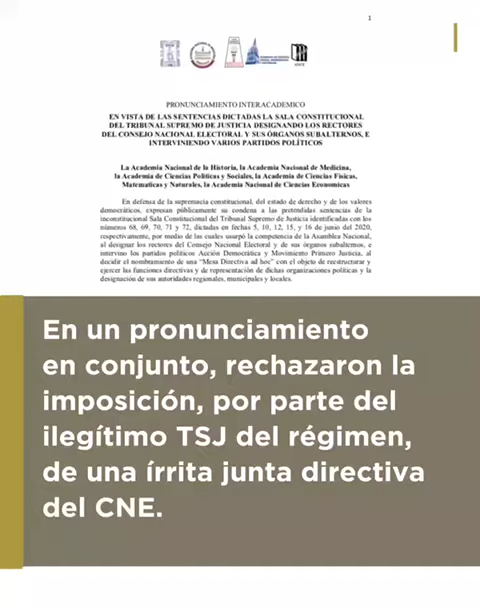 1
PRONUNCIAMIENTO INTERACADEMICO
EN VISTA DE LAS SENTENCIAS DICTADAS LA SALA CONSTITUCIONAL
DEL TRIBUNAL SUPREMO DE JUSTICIA DESIGNANDO LOS RECTORES
DEL CONSEJO NACIONAL ELECTORAL Y SUS ÓRGANOS SUBALTERNOS, E
INTERVINIENDO VARIOS PARTIDOS POLÍTICOS
La Academia Nacional de la Historia, la Academia Nacional de Medicina,
la Academia de Ciencias Políticas y Sociales, la Academia de Ciencias Físicas,
Matematicas y Naturales, la Academia Nacional de Ciencias Economicas
En defensa de la supremacia constitucional, del estado de derecho y de los valores
democráticos, expresan públicamente su condena a las pretendidas sentencias de la
inconstitucional Sala Constitucional del Tribunal Supremo de Justicia identificadas con los
números 68, 69, 70, 71 y 72, dictadas en fechas 5, 10, 12, 15, y 16 de junio del 2020,
respectivamente, por medio de las cuales usurpó la competencia de la Asamblea Nacional,
al designar los rectores del Consejo Nacional Electoral y de sus órganos subalternos, e
intervino los partidos políticos Acción Democrática y Movimiento Primero Justicia, al
decidir el nombramiento de una “Mesa Directiva ad hoc” con el objeto de reestructurar y
ejercer las funciones directivas y de representación de dichas organizaciones políticas y la
designación de sus autoridades regionales, municipales y locales.
En un pronunciamiento
en conjunto, rechazaron la
imposición, por parte del
ilegítimo TSJ del régimen,
de una írrita junta directiva
del CNE.